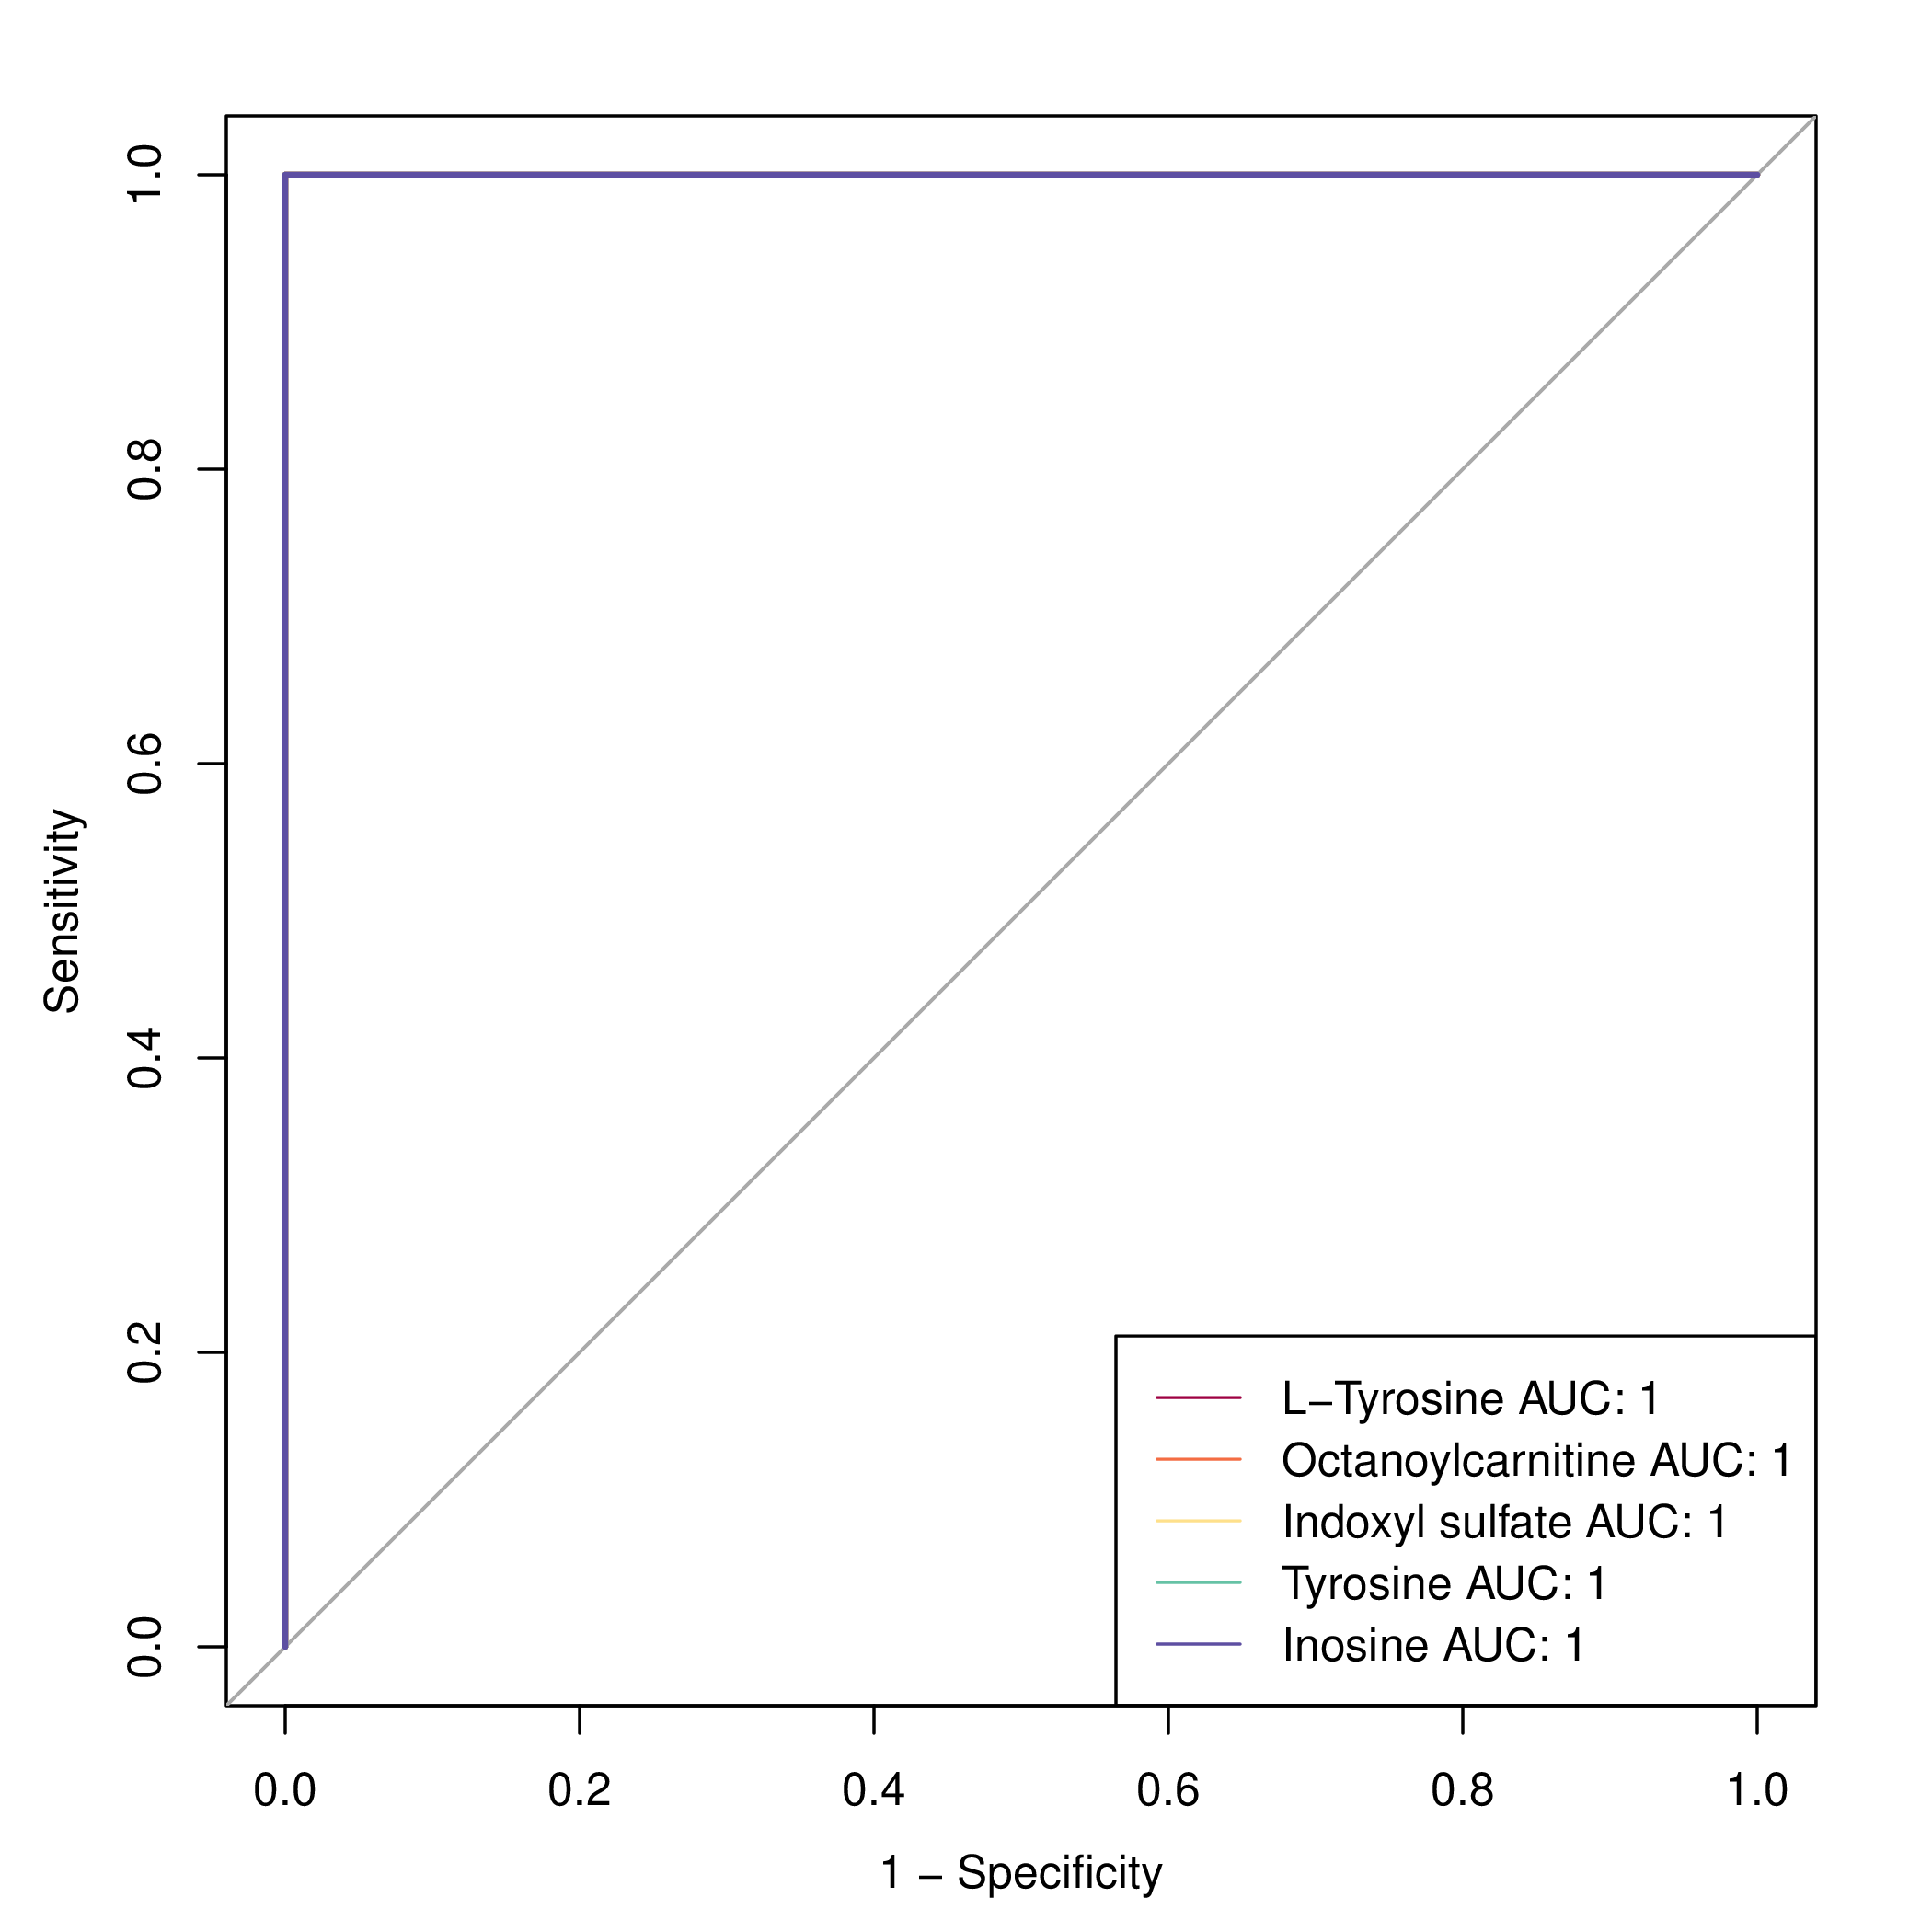 1.0
0.8
0.6
0.4
0.2
0.0
Sensitivity
L−Tyrosine AUC: 1
Octanoylcarnitine AUC: 1
Indoxyl sulfate AUC: 1
Tyrosine AUC: 1
Inosine AUC: 1
0.0 0.2 0.4 0.6 0.8 1.0
1 − Specificity